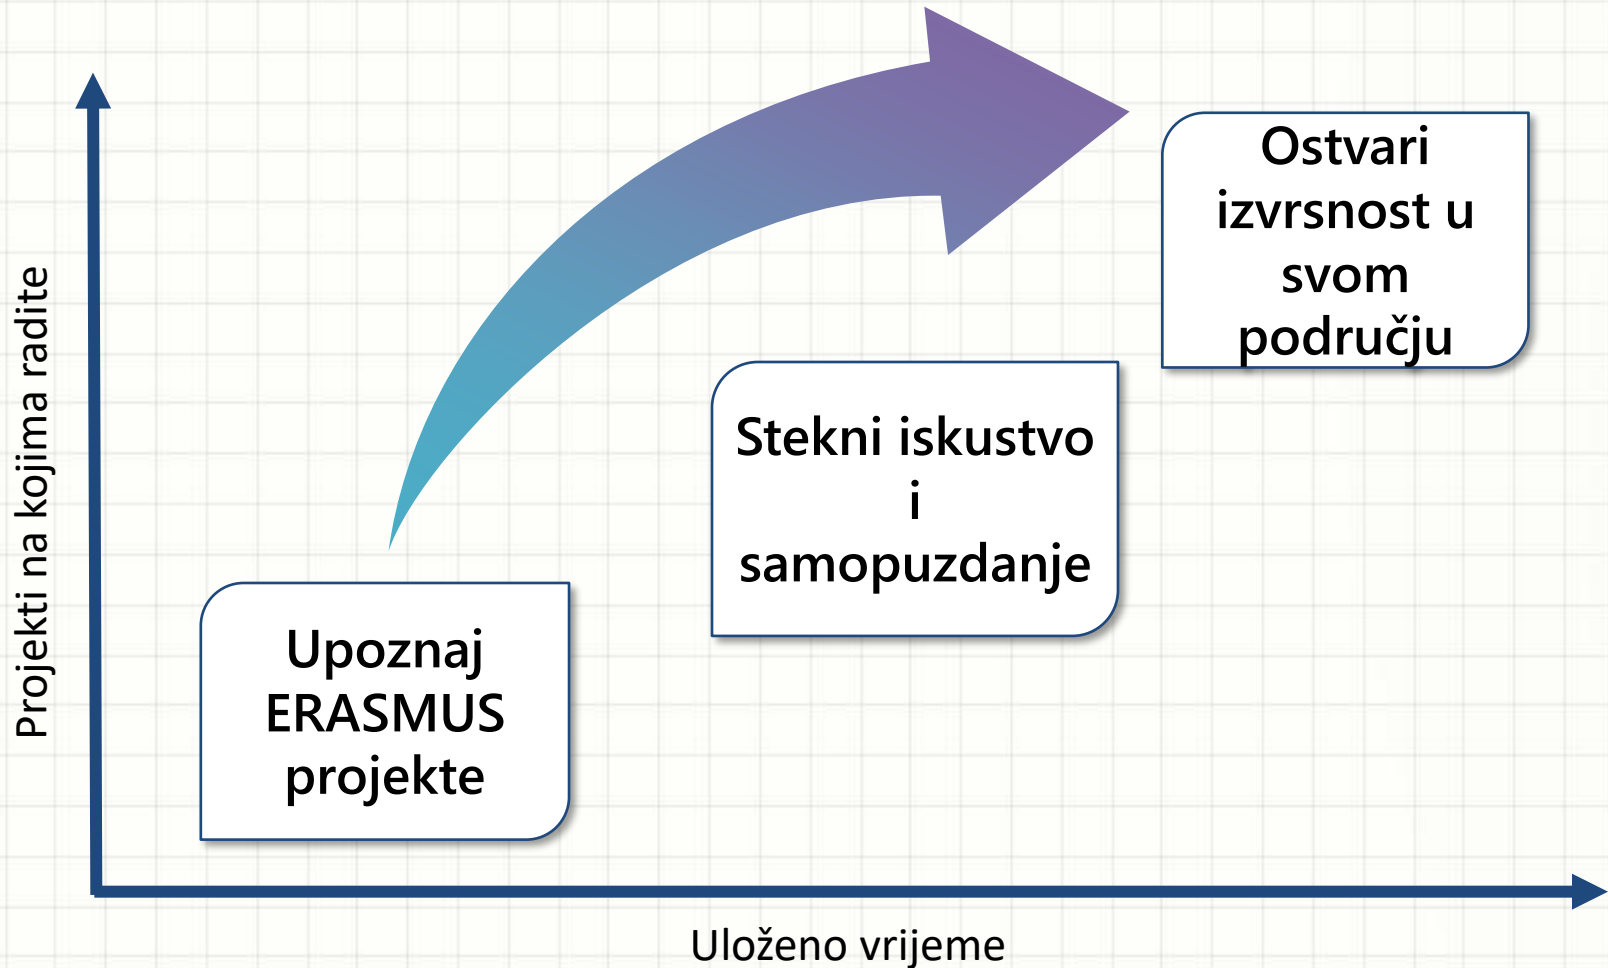 Projekti na kojima radite
Upoznaj
ERASMUS
projekte
Stekni iskustvo
i
samopuzdanje
Ostvari
izvrsnost u
svom
području
Uloženo vrijeme